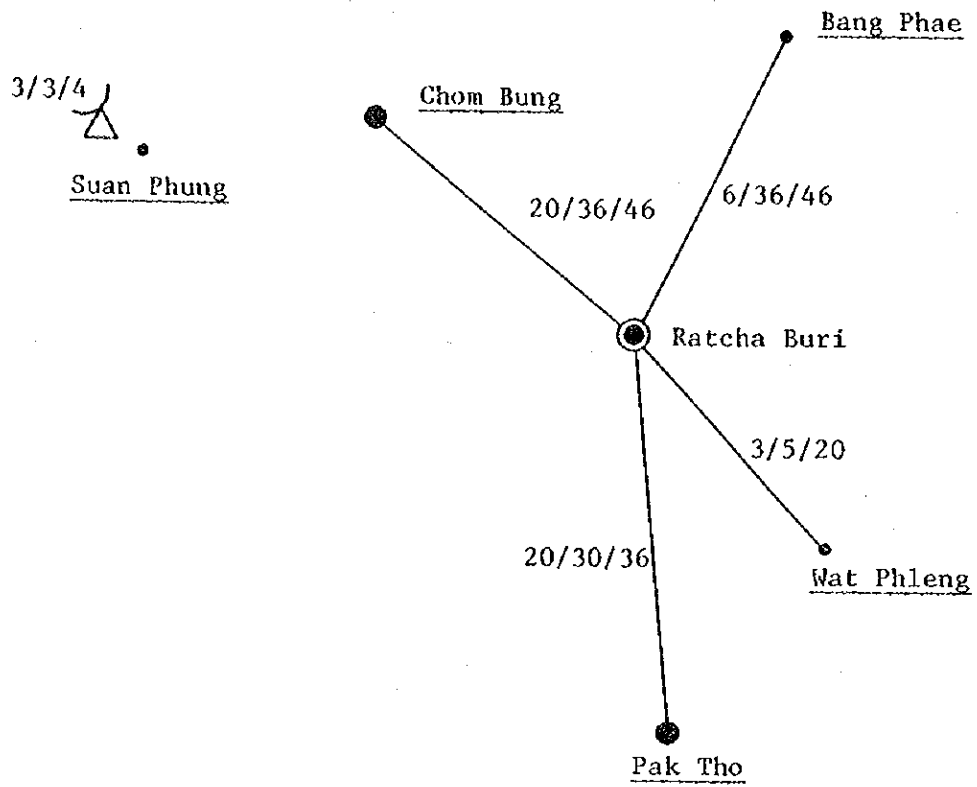 Bang Phae
3/3/4
Chom Bung
Suan Phung
20/36/46
6/36/46
Ratcha Buri
3/5/20
20/30/36
Wat Phleng
Pak Tho